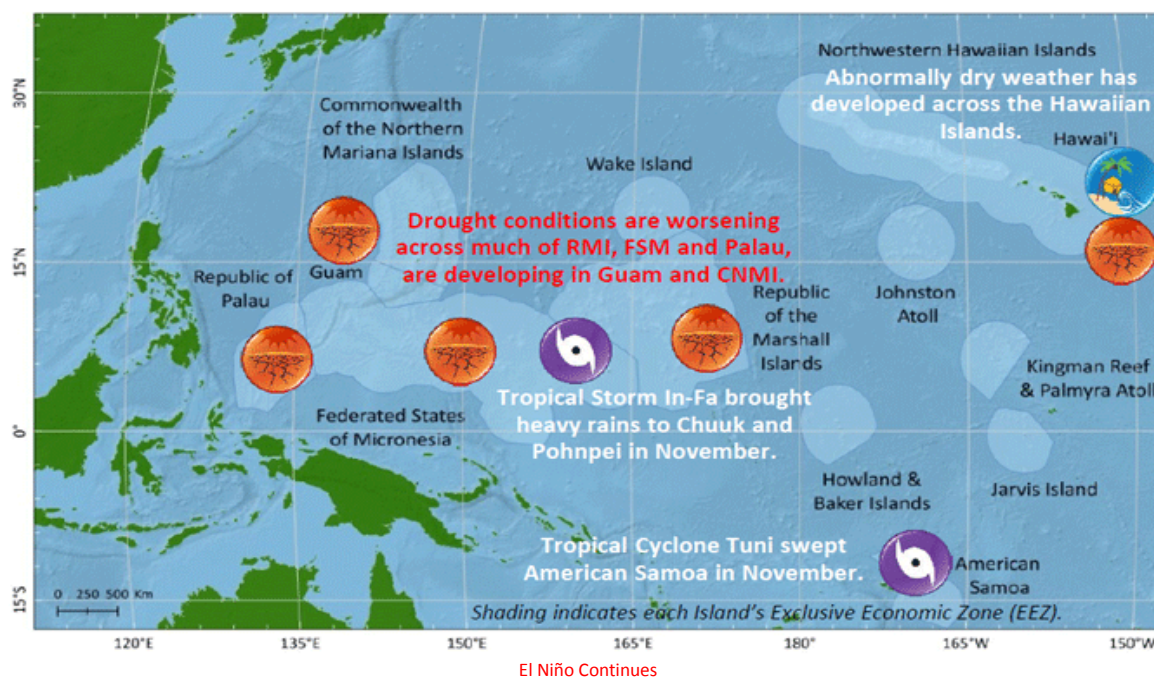 Northwestern Hawaiian Islands
Abnormally dry weather has
developed across the Hawaiian
Islands.
30°N
Commonwealth
of the Northern
Mariana Islands
Wake Island
Hawai'i
Drought conditions are worsening
across much of RMI, FSM and Palau,
are developing in Guam and CNMI.
15°N
Republic of
Palau
Guam
Republic
of the
Marshall
Islands
Johnston
Atoll
Kingman Reef
& Palmyra Atoll
Tropical Storm In-Fa brought
heavy rains to Chuuk and
Pohnpei in November.
Federated States
of Micronesia
0°
Howland &
Baker Islands
Jarvis Island
Tropical Cyclone Tuni swept
American Samoa in November.
American
Samoa
0 250 500 Km
15°S
Shading indicates each Island's Exclusive Economic Zone (EEZ).
120°E 135°E 150°E 165°E 180° 165°W 150°W
El Niño Continues